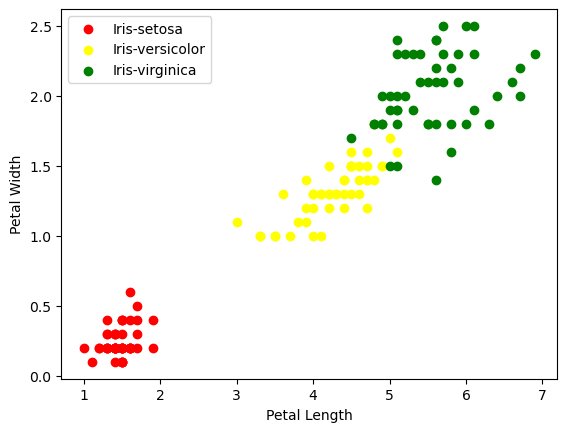 Iris-setosa
Iris-versicolor
Iris-virginica
2.5
2.0
1.5
1.0
0.5
0.0
Petal Width
1 2 3 4 5 6 7
Petal Length